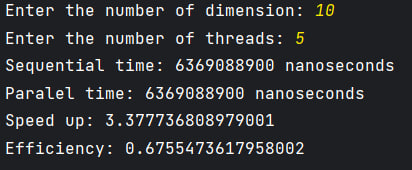 Enter the number of dimension: 10
Enter the number of threads: 5
Sequential time: 6369088900 nanoseconds
Paralel time: 6369088900 nanoseconds
Speed up: 3.377736808979001
Efficiency: 0.6755473617958002